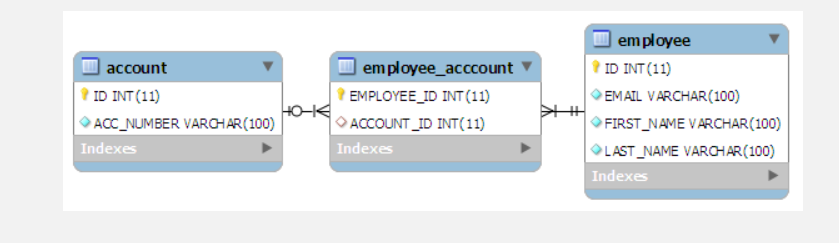 account
ID INT(11)
ACC_NUMBER VARCHAR(100)
Indexes
employee_acccount
EMPLOYEE_ID INT(11)
ACCOUNT_ID INT(11)
Indexes
employee
ID INT(11)
EMAIL VARCHAR(100)
FIRST_NAME VARCHAR(100)
LAST_NAME VARCHAR(100)
Indexes